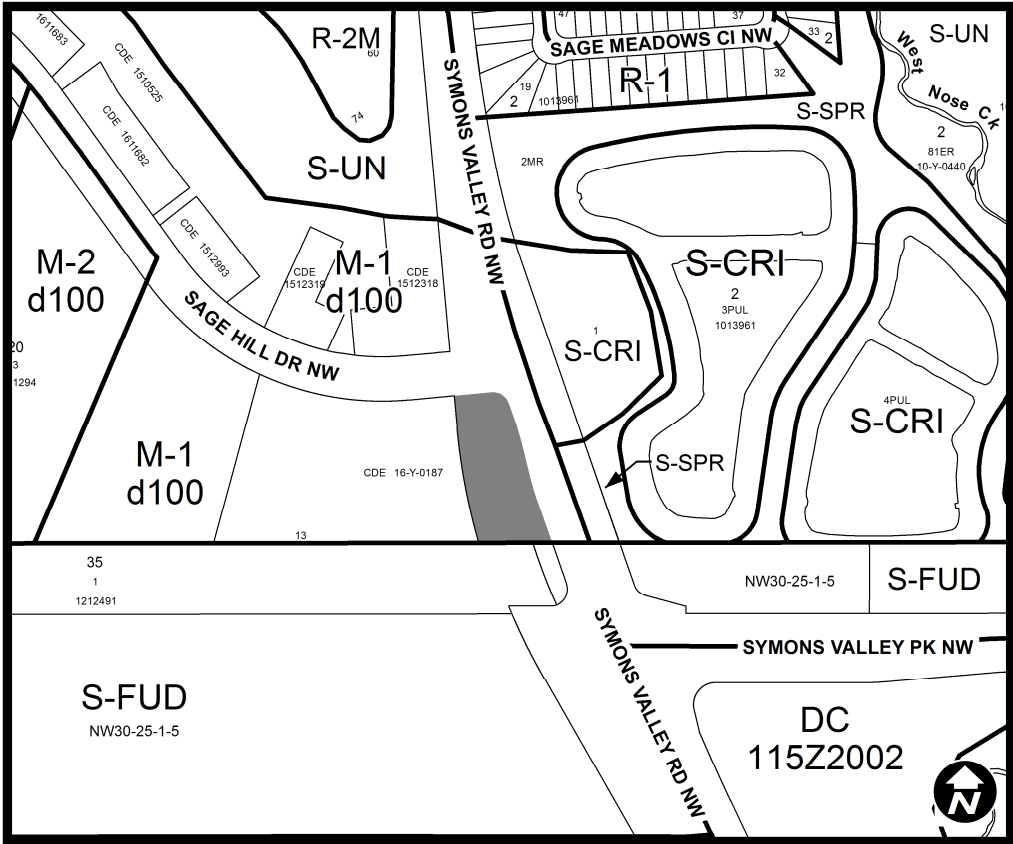 1611683
CDE 1510525
R-2M
60
74
SYMONS VALLEY RD NW
47
37
SAGE MEADOWS CI NW
33
2
R-1
32
19
2
1013961
S-UN
West Nose Ck
S-SPR
2
81ER
10-Y-0440
CDE 1611682
S-UN
2MR
CDE 1512993
M-2
d100
CDE
1512319
M-1
d100
CDE
1512318
S-CRI
2
3PUL
1013961
SAGE HILL DR NW
1
S-CRI
20
3
1294
4PUL
S-CRI
M-1
d100
CDE 16-Y-0187
S-SPR
13
35
1
1212491
NW30-25-1-5
S-FUD
SYMONS VALLEY RD NW
SYMONS VALLEY PK NW
S-FUD
NW30-25-1-5
DC
115Z2002
N